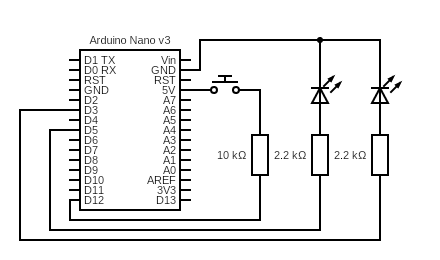 Arduino Nano v3
D1 TX Vin
D0 RX GND
RST RST
GND 5V
D2 A7
D3 A6
D4 A5
D5 A4
D6 A3
D7 A2
D8 A1
D9 A0
D10 AREF
D11 3V3
D12 D13
10 kΩ 2.2 kΩ 2.2 kΩ